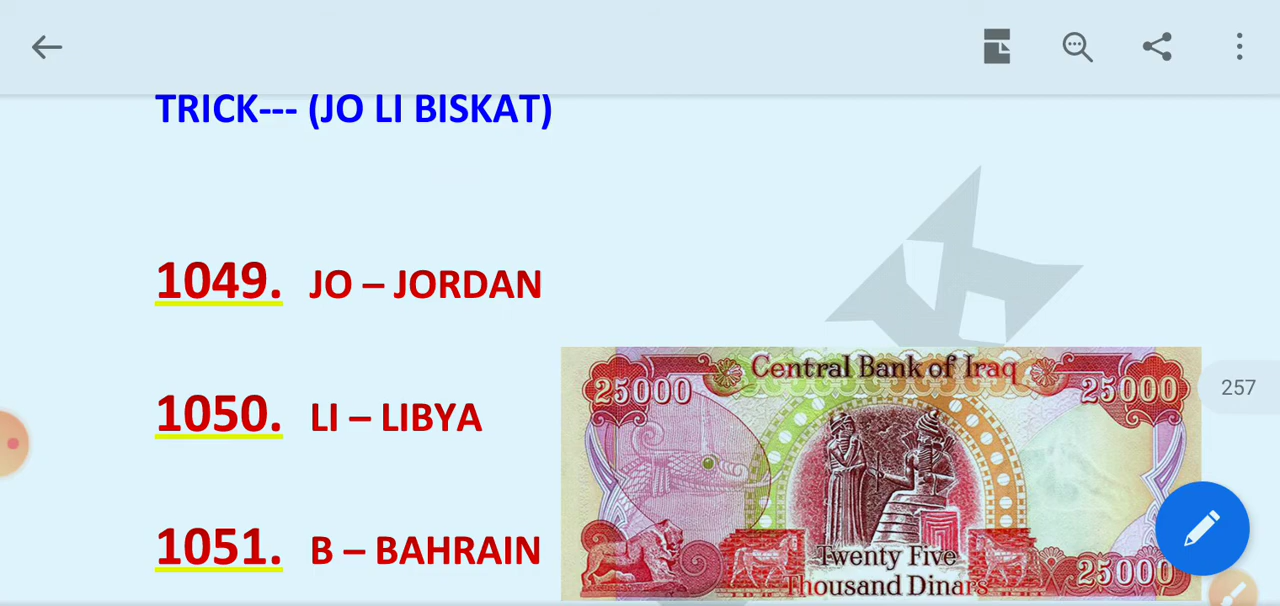 TRICK--- (JO LI BISKAT)
1049. JO – JORDAN
1050. LI – LIBYA
1051. B – BAHRAIN
Central Bank of Iraq
25000
25000
Twenty Five
Thousand Dinars
25000
257